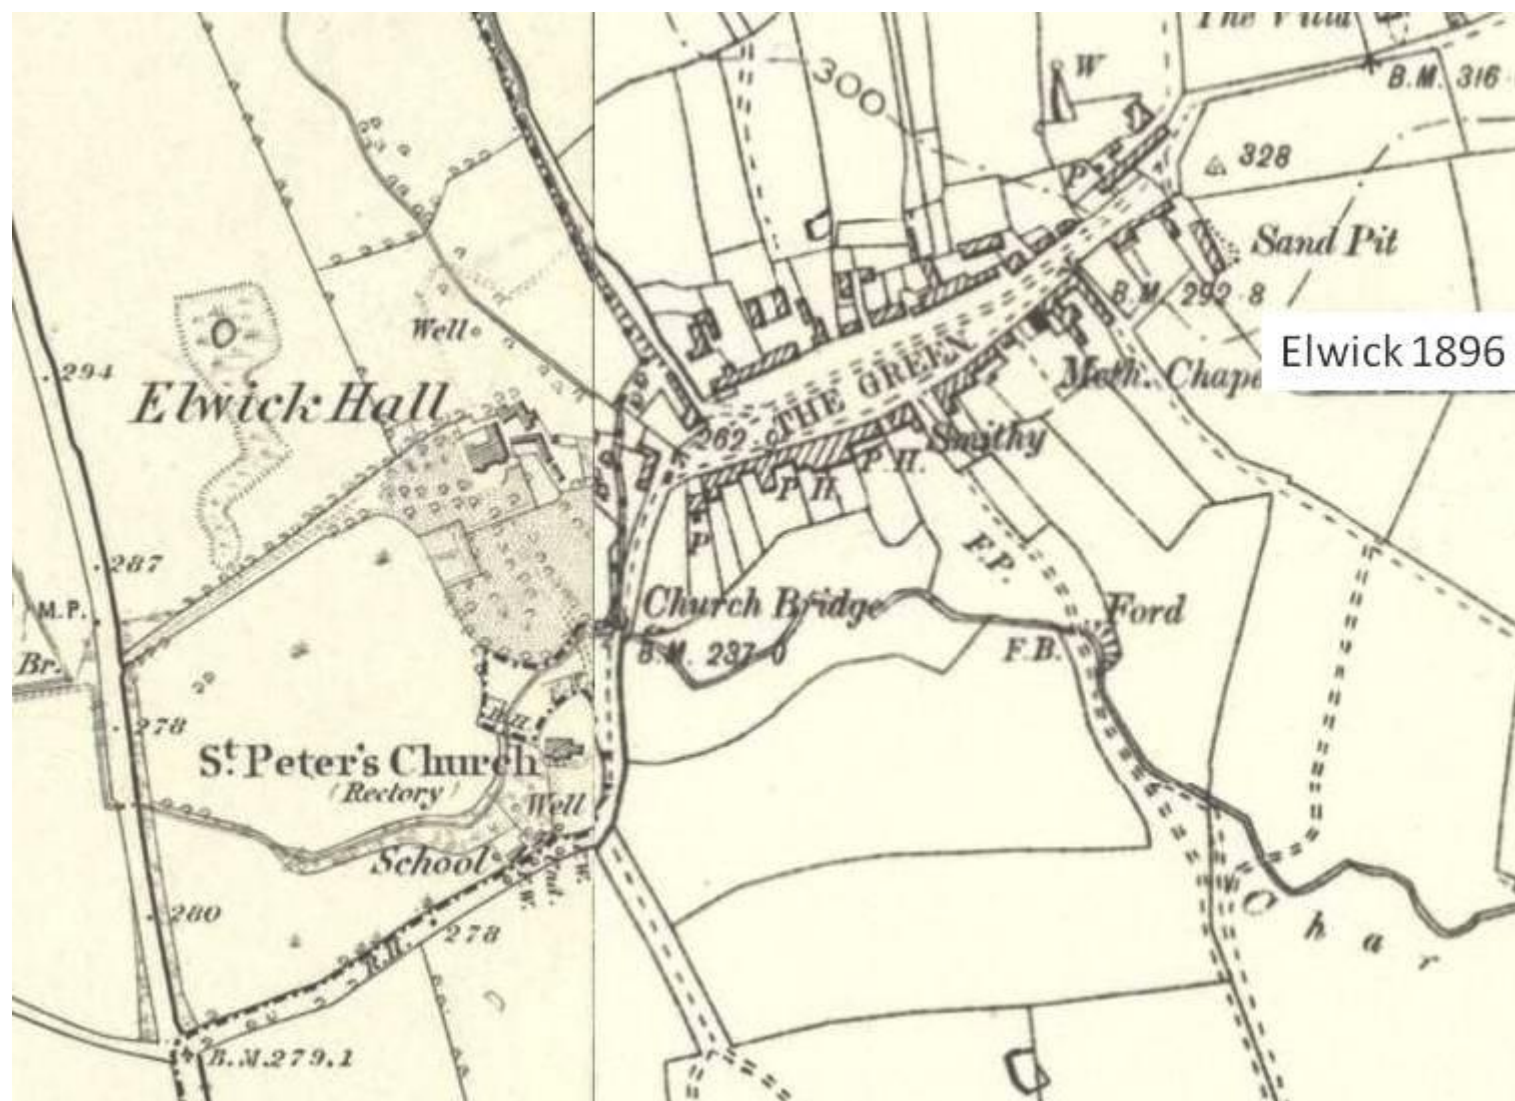 The Villa
W
B.M. 316
300
328
P
Sand Pit
B.M. 292.8
Well
Elwick 1896
294
Elwick Hall
Meth. Chape
THE GREEN
262
Smithy
P.H.
P.H.
P
287
F.P.
M.P.
Church Bridge
Ford
Br.
B.M. 237.0
F.B.
278
B.H.
St. Peter's Church
(Rectory)
Well
School
F.W.
Und.
C.W.
280
278
R.H.
Char
B.M.279.1